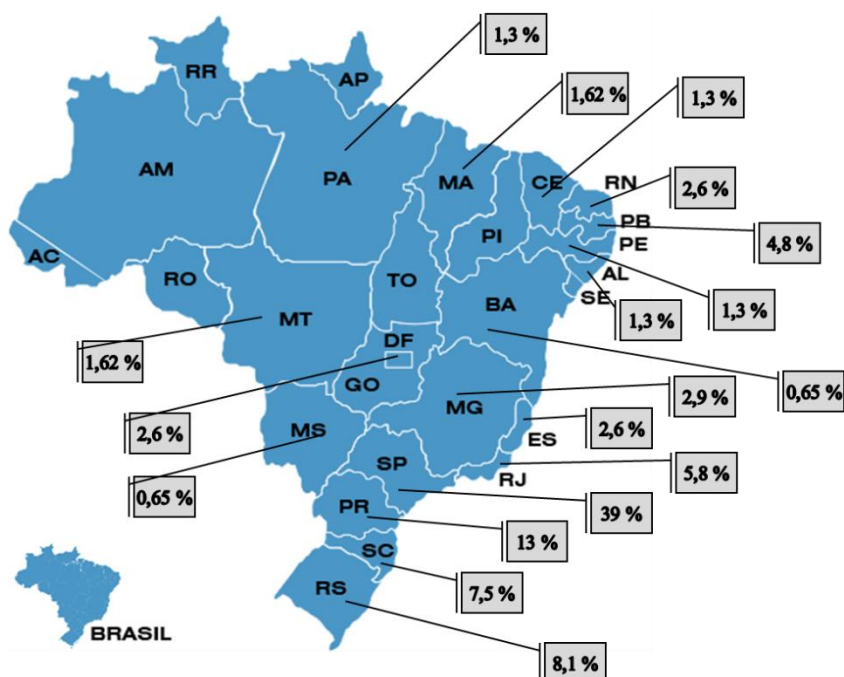 1,3 %
RR
AP
1,62 %
1,3 %
AM
PA
MA
CE
RN
2,6 %
PB
PI
PE
4,8 %
AC
RO
TO
AL
SE
BA
MT
1,3 %
1,3 %
DF
1,62 %
GO
0,65 %
MG
2,9 %
2,6 %
MS
ES
2,6 %
SP
RJ
5,8 %
0,65 %
PR
39 %
13 %
SC
RS
7,5 %
BRASIL
8,1 %